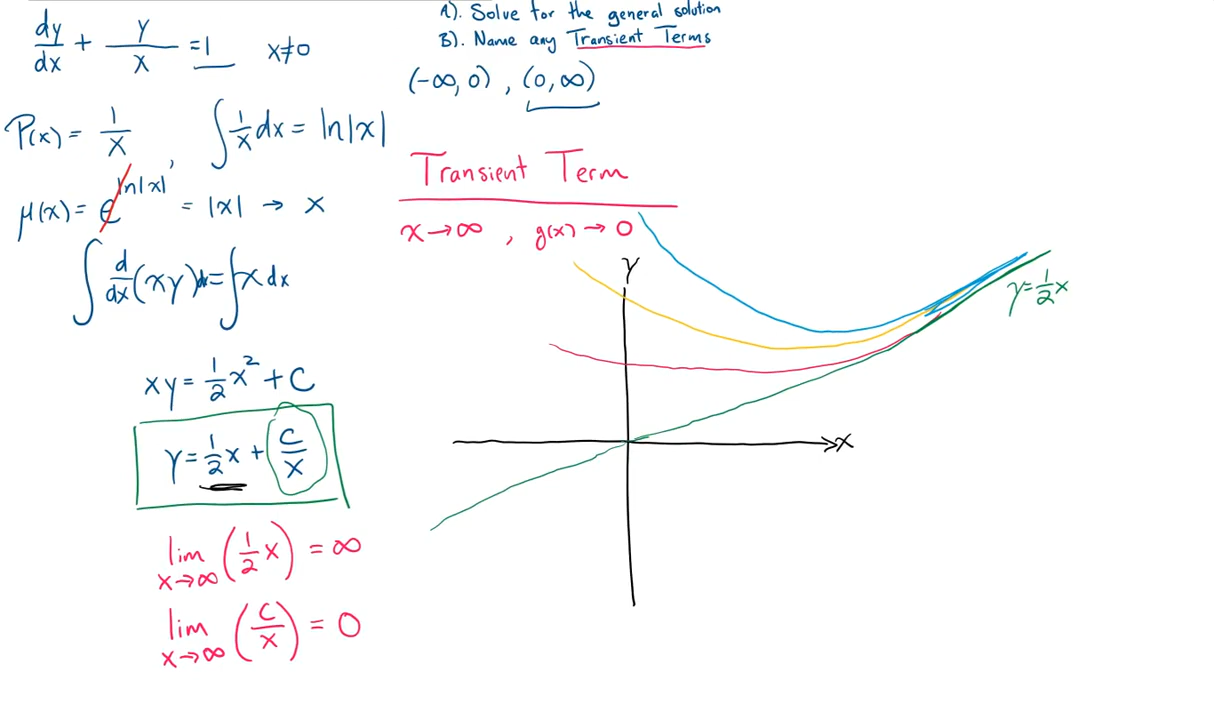 dy/dx + y/x = 1   x≠0
A). Solve for the general solution
B). Name any Transient Terms
(-∞, 0) , (0, ∞)
P(x) = 1/x , ∫ 1/x dx = ln|x|
μ(x) = e^ln|x| = |x| → x
∫ d/dx (xy) dx = ∫ x dx
xy = 1/2 x² + C
y = 1/2 x + C/x
lim x→∞ (1/2 x) = ∞
lim x→∞ (C/x) = 0
Transient Term
x → ∞ , g(x) → 0
y
y = 1/2 x
x